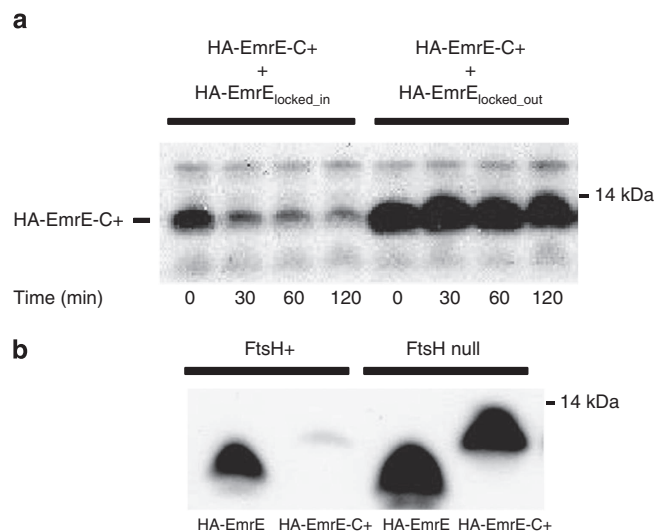 a
HA-EmrE-C+ HA-EmrE-C+
+ +
HA-EmrElocked_in HA-EmrElocked_out
14 kDa
HA-EmrE-C+
Time (min) 0 30 60 120 0 30 60 120
b
FtsH+ FtsH null
14 kDa
HA-EmrE HA-EmrE-C+ HA-EmrE HA-EmrE-C+